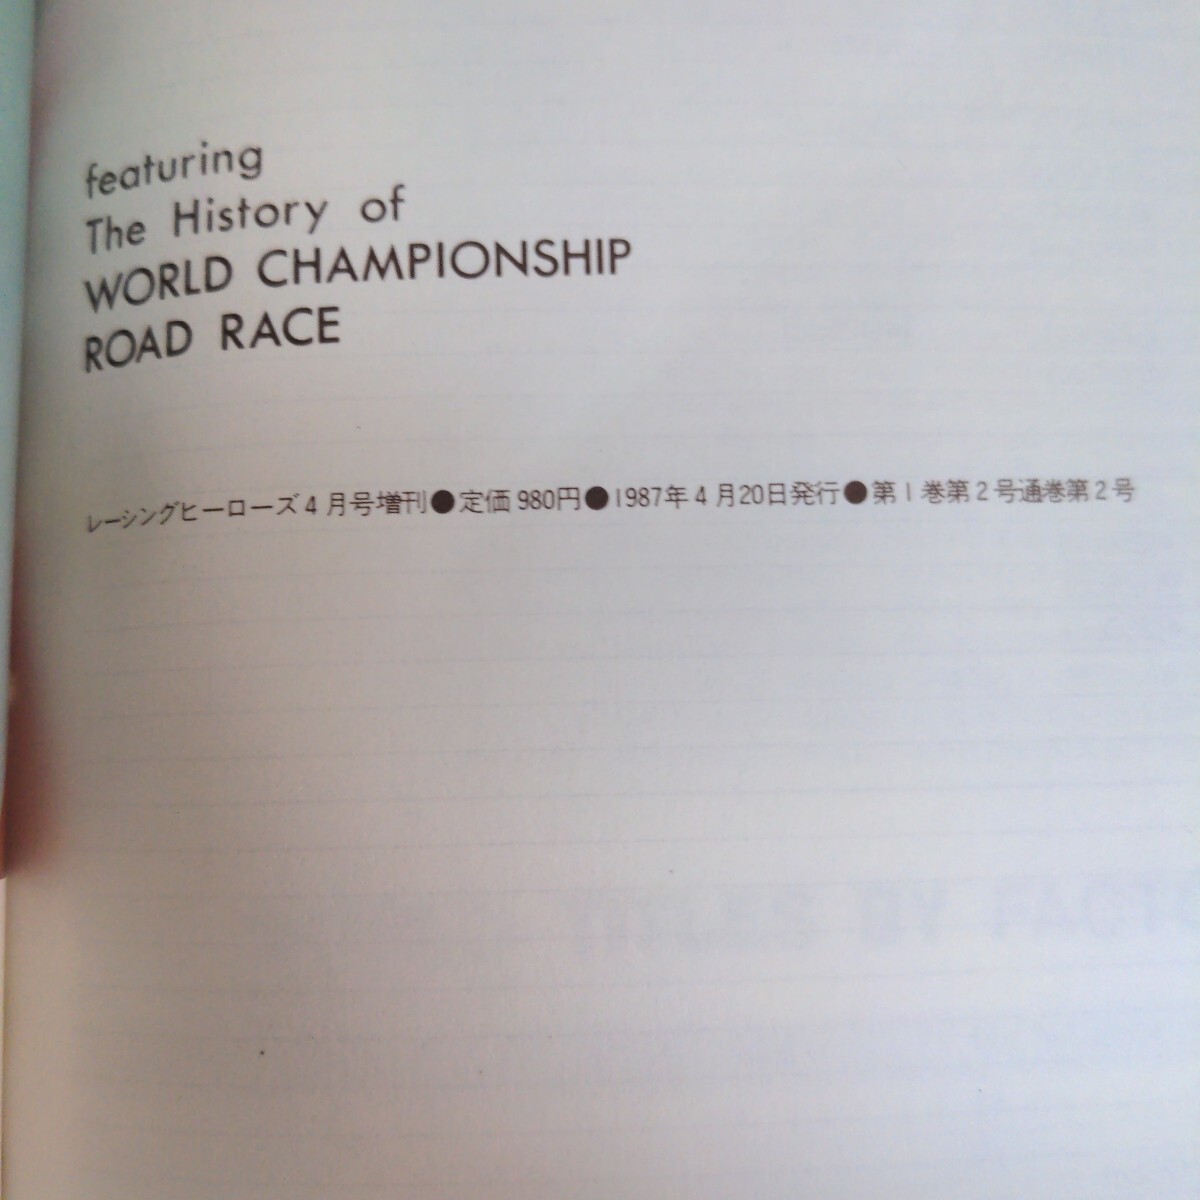 featuring
The History of
WORLD CHAMPIONSHIP
ROAD RACE
レーシングヒーローズ4月号増刊●定価980円●1987年4月20日発行●第1巻第2号通巻第2号
BY FACTO